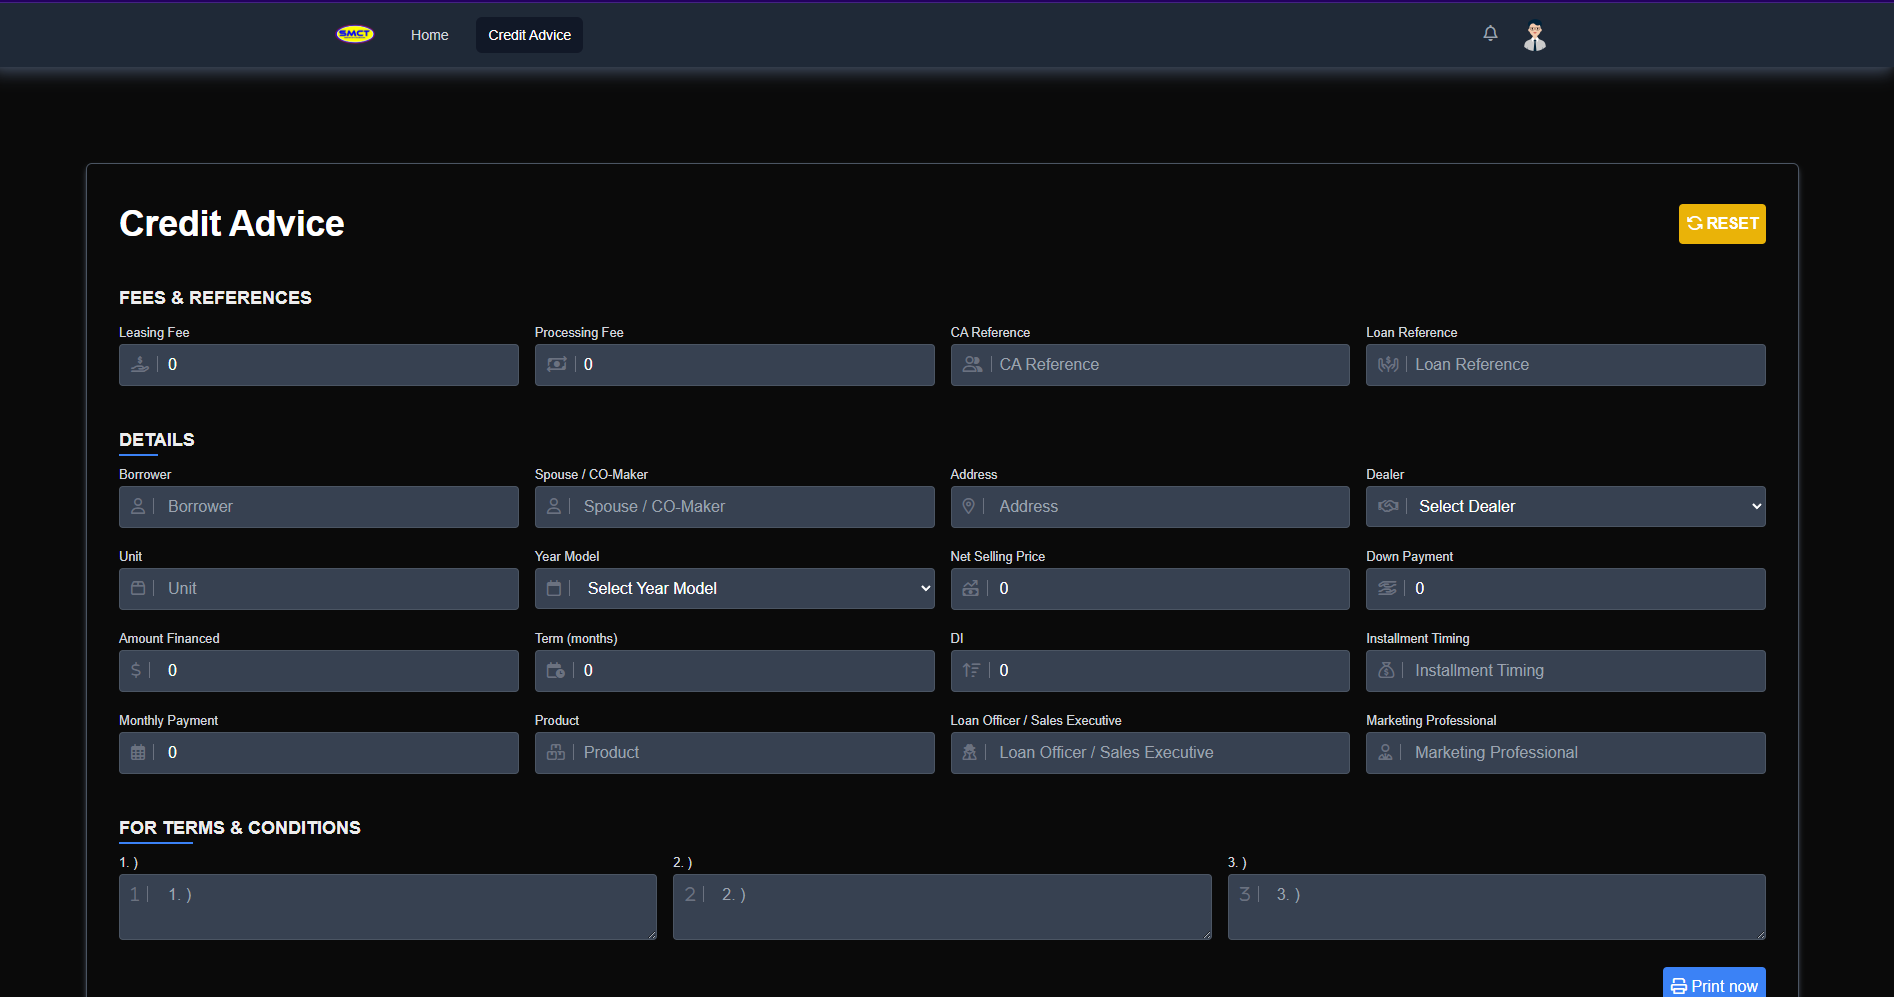 SMCT Home Credit Advice
Credit Advice RESET
FEES & REFERENCES
Leasing Fee Processing Fee CA Reference Loan Reference
0 0 CA Reference Loan Reference
DETAILS
Borrower Spouse / CO-Maker Address Dealer
Borrower Spouse / CO-Maker Address Select Dealer
Unit Year Model Net Selling Price Down Payment
Unit Select Year Model 0 0
Amount Financed Term (months) DI Installment Timing
0 0 0 Installment Timing
Monthly Payment Product Loan Officer / Sales Executive Marketing Professional
0 Product Loan Officer / Sales Executive Marketing Professional
FOR TERMS & CONDITIONS
1. ) 2. ) 3. )
1 1. ) 2 2. ) 3 3. )
Print now